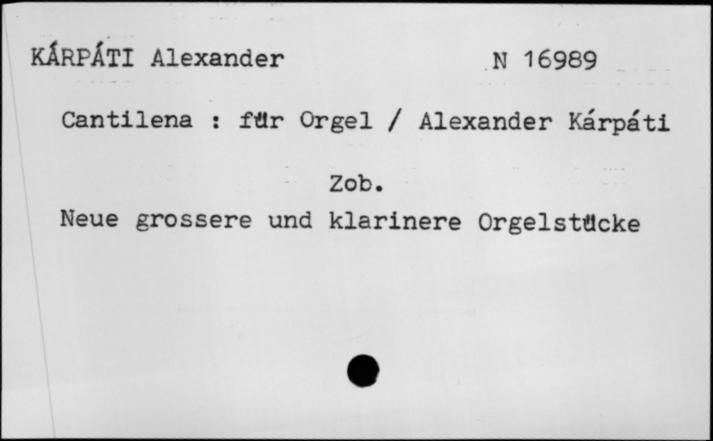 KÁRPÁTI Alexander N 16989
Cantilena : für Orgel / Alexander Kárpáti
Zob.
Neue grossere und klarinere Orgelstücke